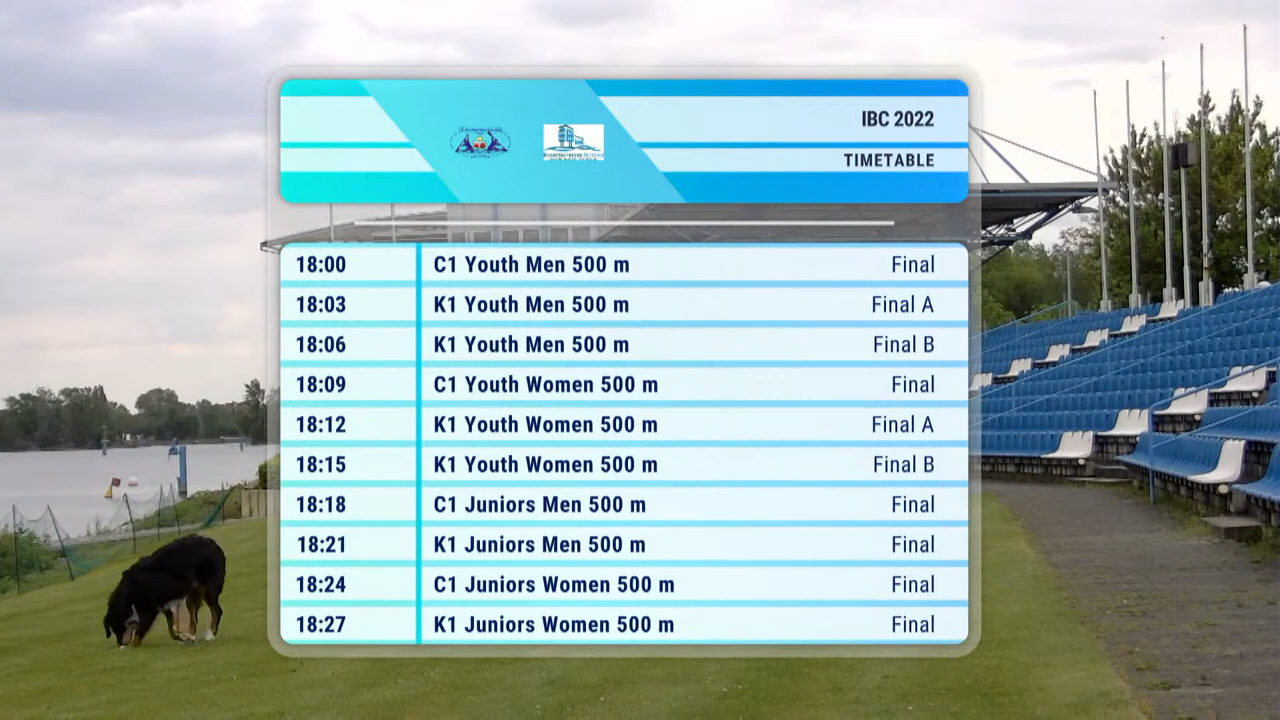 IBC 2022
TIMETABLE
18:00 C1 Youth Men 500 m Final
18:03 K1 Youth Men 500 m Final A
18:06 K1 Youth Men 500 m Final B
18:09 C1 Youth Women 500 m Final
18:12 K1 Youth Women 500 m Final A
18:15 K1 Youth Women 500 m Final B
18:18 C1 Juniors Men 500 m Final
18:21 K1 Juniors Men 500 m Final
18:24 C1 Juniors Women 500 m Final
18:27 K1 Juniors Women 500 m Final